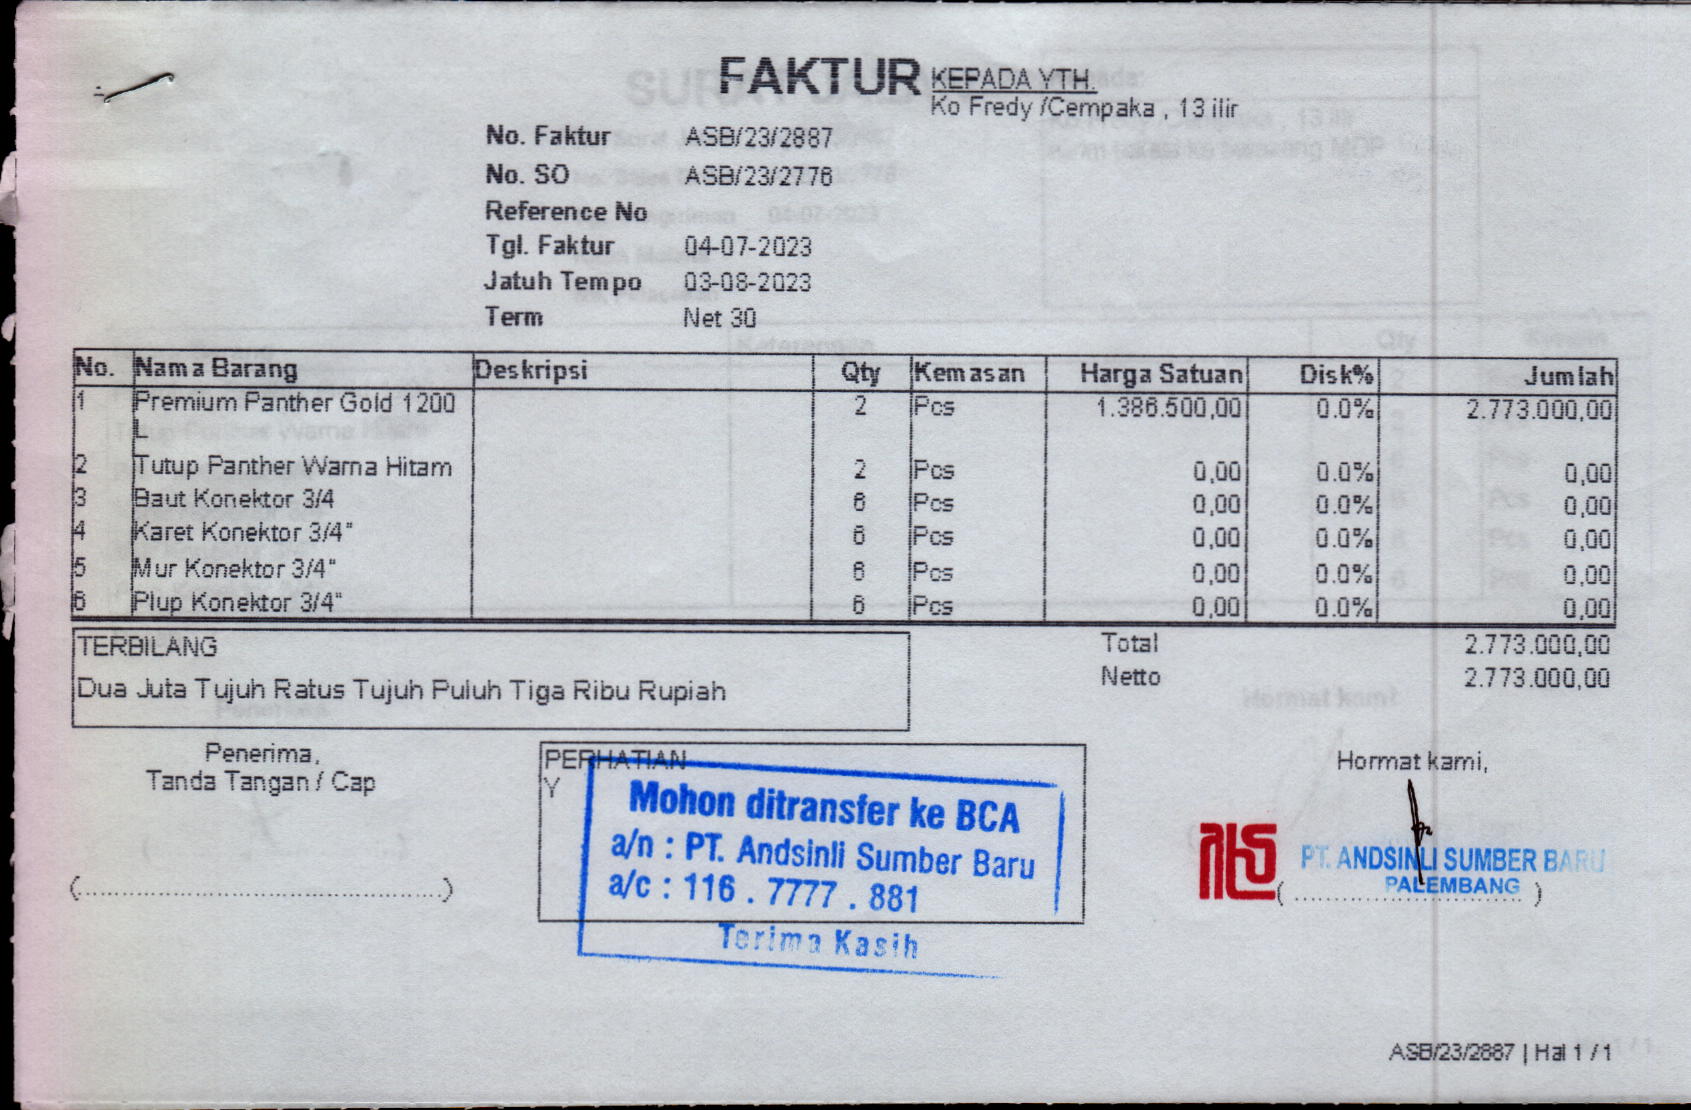 FAKTUR
KEPADA YTH.
Ko Fredy /Cempaka , 13 ilir
No. Faktur ASB/23/2887
No. SO ASB/23/2776
Reference No
Tgl. Faktur 04-07-2023
Jatuh Tempo 03-08-2023
Term Net 30
No. Nama Barang Deskripsi Qty Kemasan Harga Satuan Disk% Jumlah
1 Premium Panther Gold 1200 2 Pcs 1.386.500,00 0.0% 2.773.000,00
L
2 Tutup Panther Warna Hitam 2 Pcs 0,00 0.0% 0,00
3 Baut Konektor 3/4 6 Pcs 0,00 0.0% 0,00
4 Karet Konektor 3/4" 6 Pcs 0,00 0.0% 0,00
5 Mur Konektor 3/4" 6 Pcs 0,00 0.0% 0,00
6 Plup Konektor 3/4" 6 Pcs 0,00 0.0% 0,00
TERBILANG
Dua Juta Tujuh Ratus Tujuh Puluh Tiga Ribu Rupiah
Total 2.773.000,00
Netto 2.773.000,00
Penerima,
Tanda Tangan / Cap
(......................................)
PERHATIAN
Y
Mohon ditransfer ke BCA
a/n : PT. Andsinli Sumber Baru
a/c : 116 . 7777 . 881
Terima Kasih
Hormat kami,
PT. ANDSINLI SUMBER BARU
PALEMBANG
(........................)
ASB/23/2887 | Hal 1 / 1